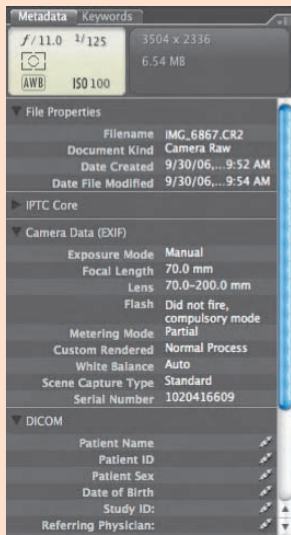 Metadata Keywords
f/11.0 1/125
3504 x 2336
6.54 MB
AWB ISO 100
File Properties
Filename IMG_6867.CR2
Document Kind Camera Raw
Date Created 9/30/06,...9:52 AM
Date File Modified 9/30/06,...9:54 AM
IPTC Core
Camera Data (EXIF)
Exposure Mode Manual
Focal Length 70.0 mm
Lens 70.0-200.0 mm
Flash Did not fire,
compulsory mode
Metering Mode Partial
Custom Rendered Normal Process
White Balance Auto
Scene Capture Type Standard
Serial Number 1020416609
DICOM
Patient Name
Patient ID
Patient Sex
Date of Birth
Study ID:
Referring Physician: